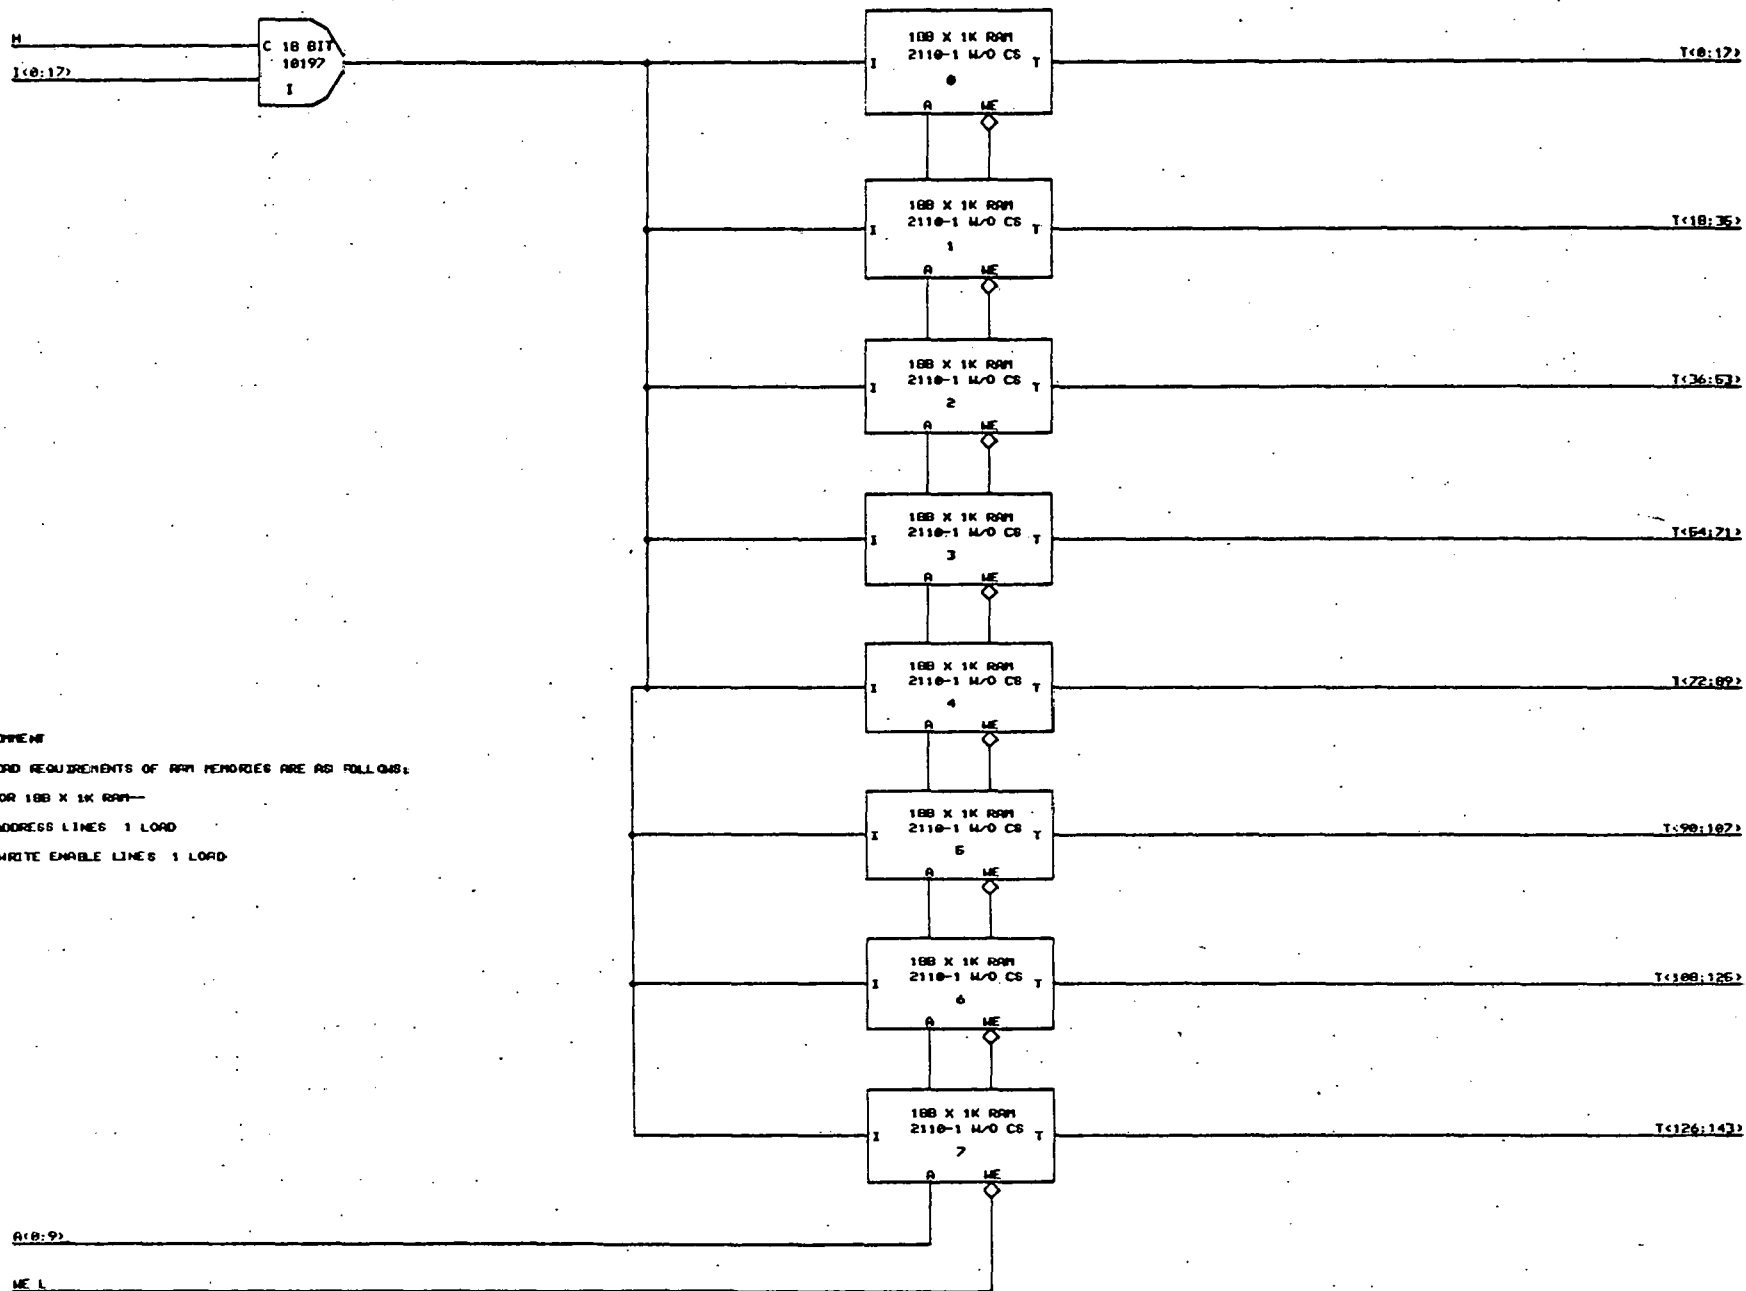 H
I<0:17>
C 18 BIT
10197
I
18B X 1K RAM
2110-1 W/O CS
I T
0
A WE
T<0:17>
18B X 1K RAM
2110-1 W/O CS
I T
1
A WE
T<18:35>
18B X 1K RAM
2110-1 W/O CS
I T
2
A WE
T<36:53>
18B X 1K RAM
2110-1 W/O CS
I T
3
A WE
T<54:71>
18B X 1K RAM
2110-1 W/O CS
I T
4
A WE
T<72:89>
OMMENT
OAD REQUIREMENTS OF RAM MEMORIES ARE AS FOLLOWS:
OR 18B X 1K RAM--
ADDRESS LINES 1 LOAD
WRITE ENABLE LINES 1 LOAD
18B X 1K RAM
2110-1 W/O CS
I T
5
A WE
T<90:107>
18B X 1K RAM
2110-1 W/O CS
I T
6
A WE
T<108:125>
18B X 1K RAM
2110-1 W/O CS
I T
7
A WE
T<126:143>
A<0:9>
WE L